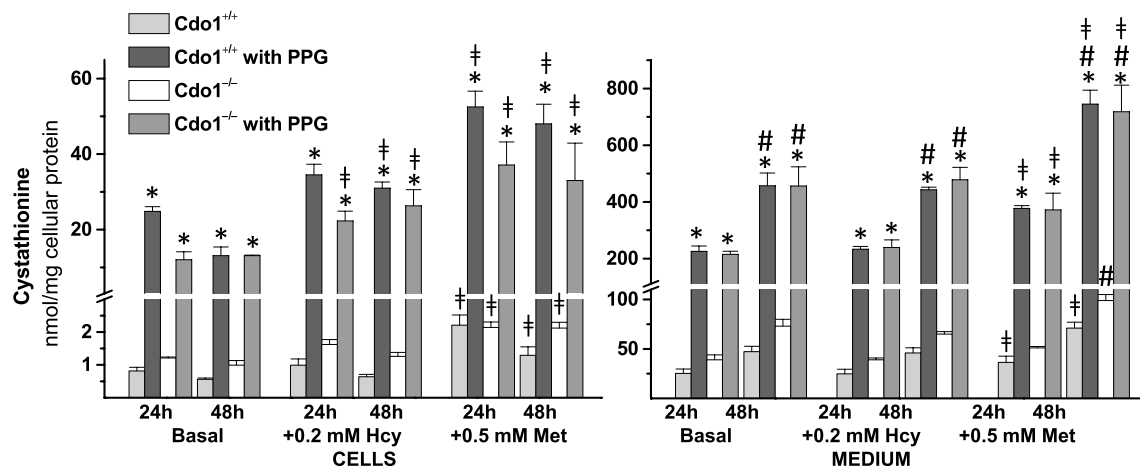 Cdo1+/+
Cdo1+/+ with PPG
Cdo1−/−
Cdo1−/− with PPG
Cystathionine
nmol/mg cellular protein
60
40
20
2
1
* * * * * ‡ * ‡ * ‡ * ‡ * ‡ * ‡ * ‡ *
‡ ‡ ‡ ‡
24h 48h 24h 48h 24h 48h
Basal +0.2 mM Hcy +0.5 mM Met
CELLS
800
600
400
200
100
50
* * # * # * * * # * # * ‡ * ‡ * ‡ # * ‡ # *
‡ ‡ #
24h 48h 24h 48h 24h 48h
Basal +0.2 mM Hcy +0.5 mM Met
MEDIUM